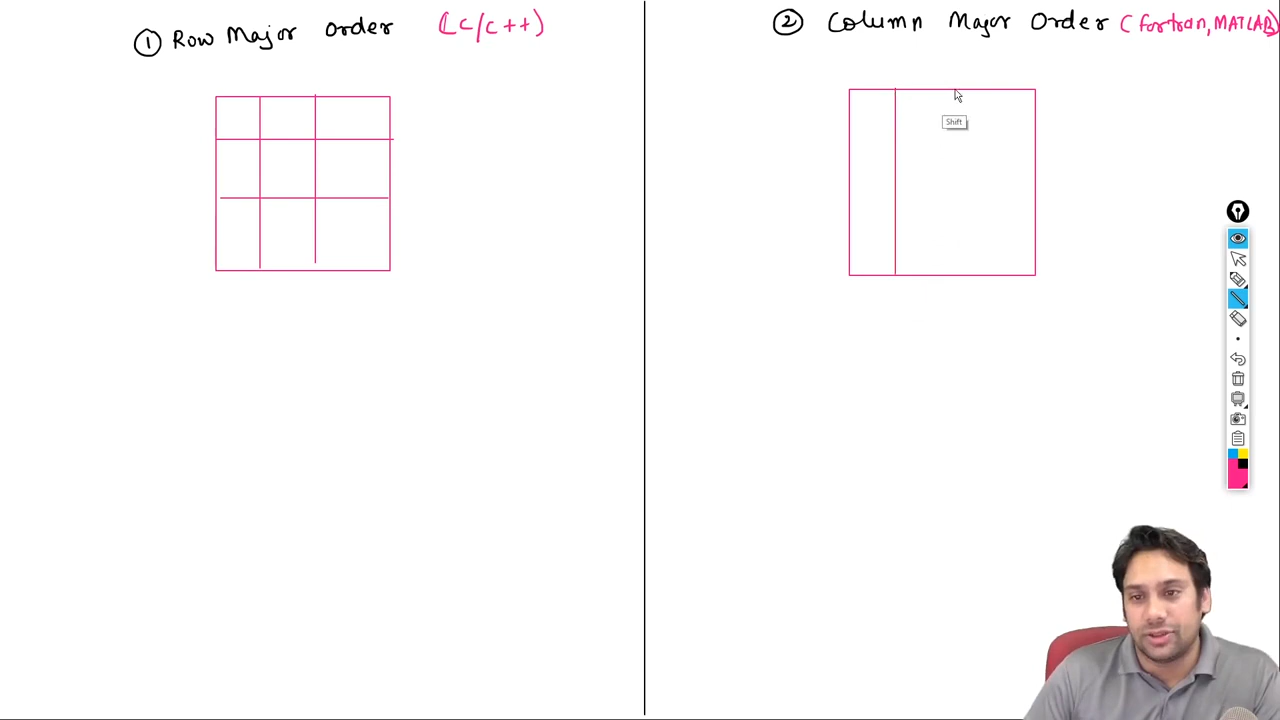 ① Row Major order (C/C++)
② Column Major Order (Fortran, MATLAB)
Shift